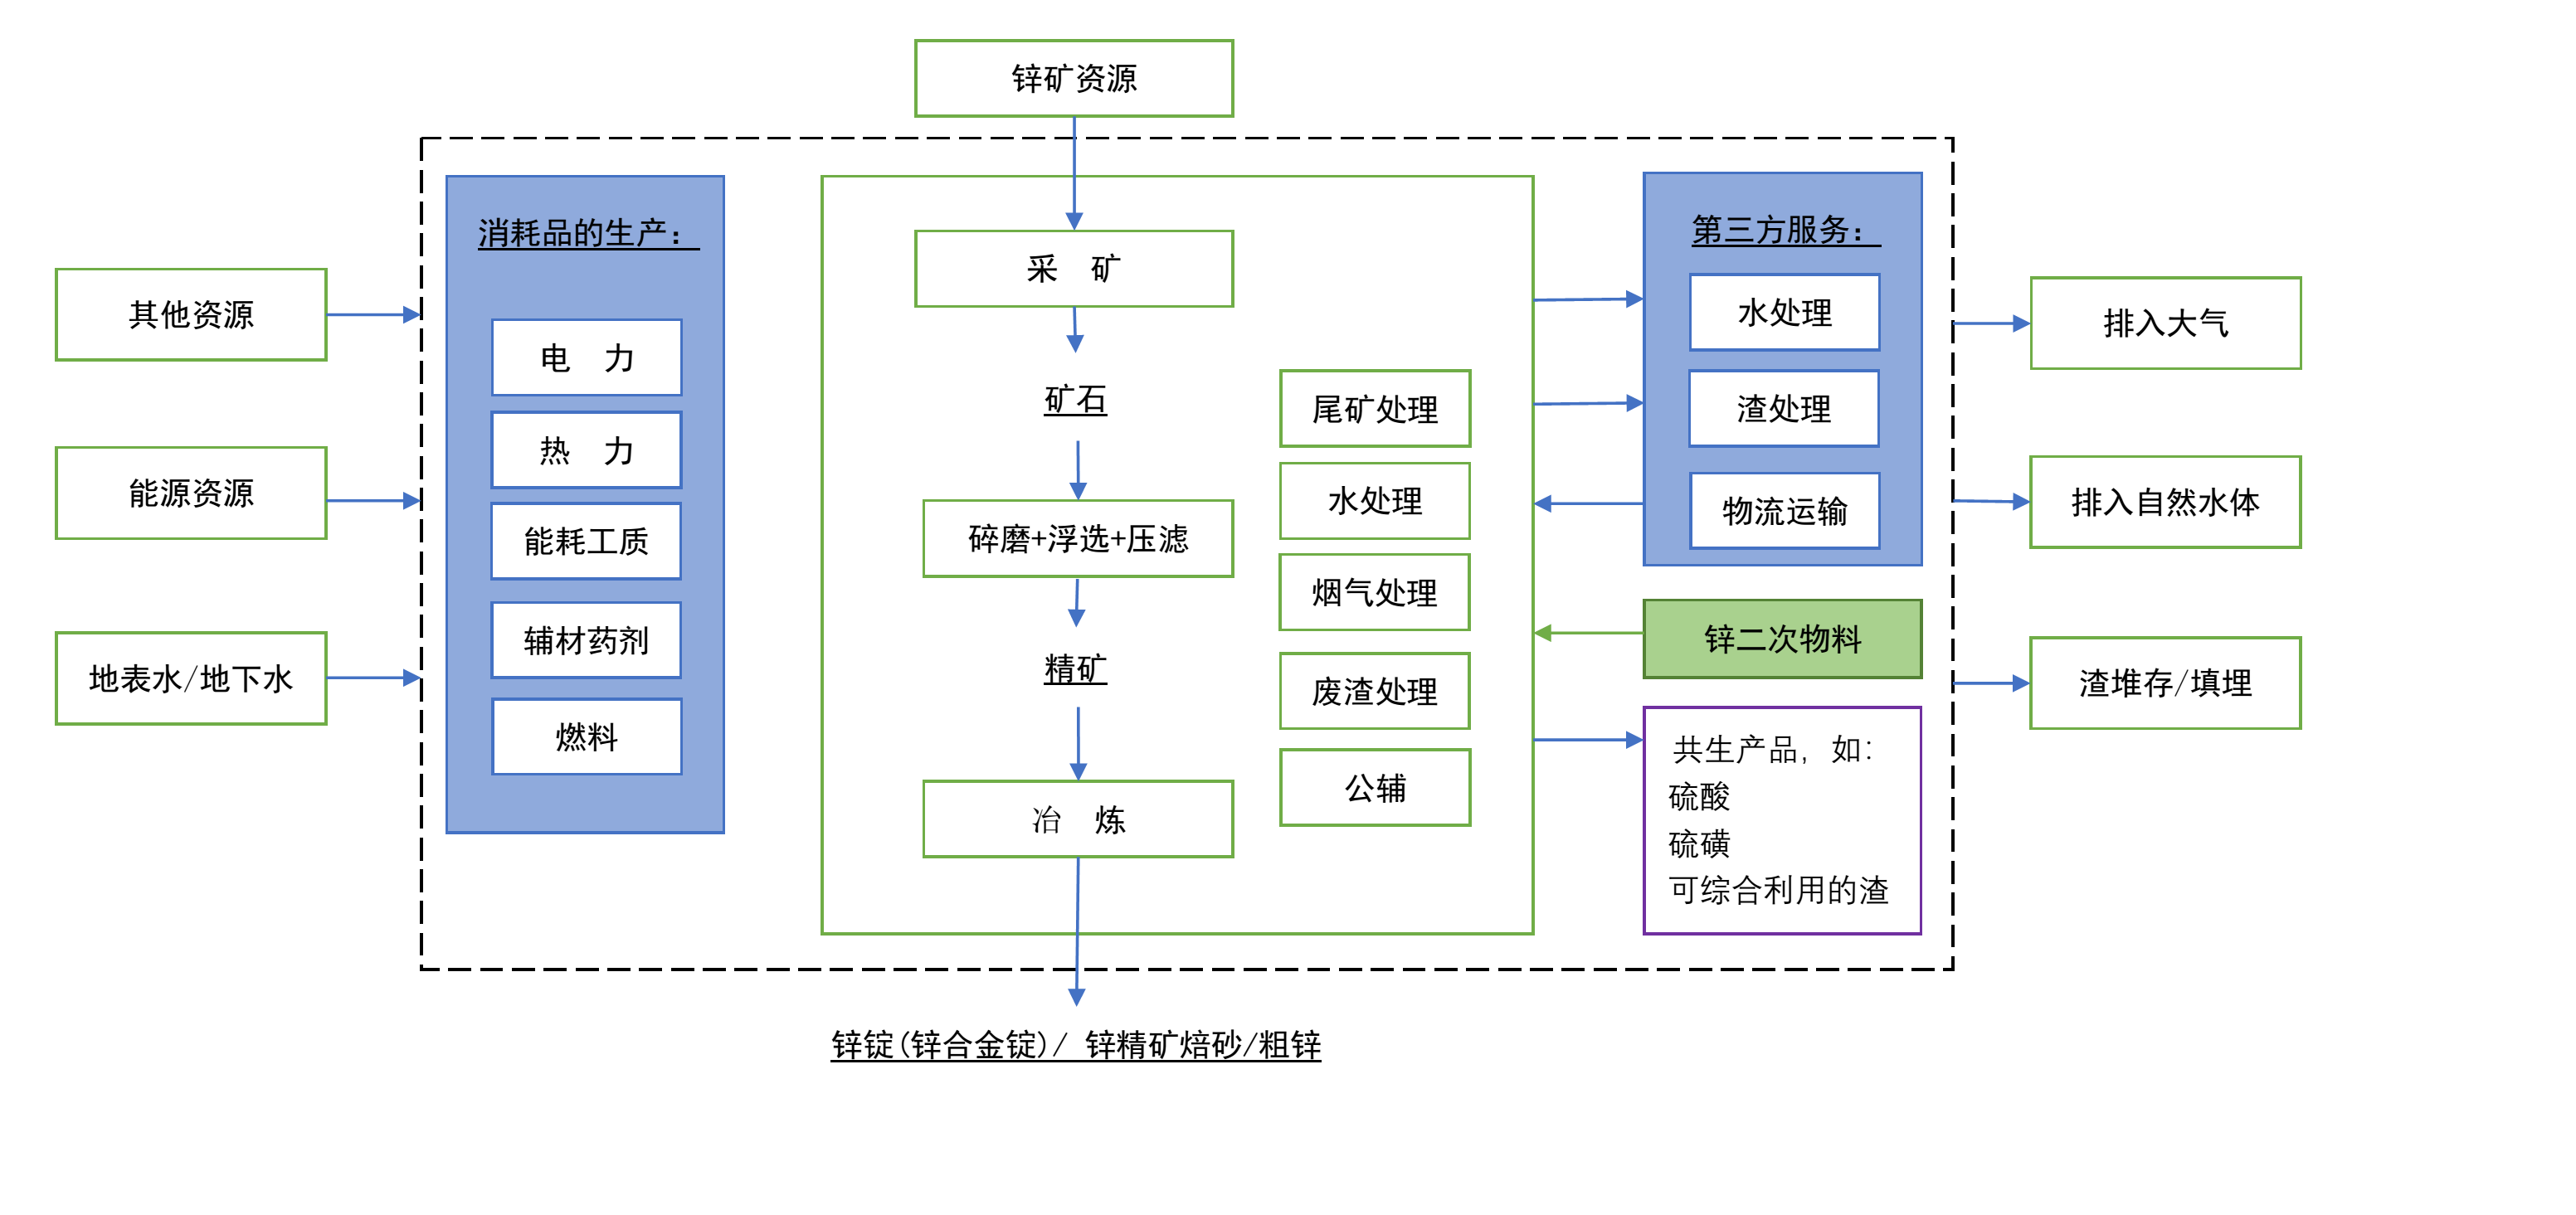 锌矿资源
其他资源
能源资源
地表水/地下水
消耗品的生产：
电　力
热　力
能耗工质
辅材药剂
燃料
采　矿
矿石
碎磨+浮选+压滤
精矿
冶　炼
尾矿处理
水处理
烟气处理
废渣处理
公辅
第三方服务：
水处理
渣处理
物流运输
锌二次物料
共生产品，如：
硫酸
硫磺
可综合利用的渣
排入大气
排入自然水体
渣堆存/填埋
锌锭(锌合金锭)/ 锌精矿焙砂/粗锌